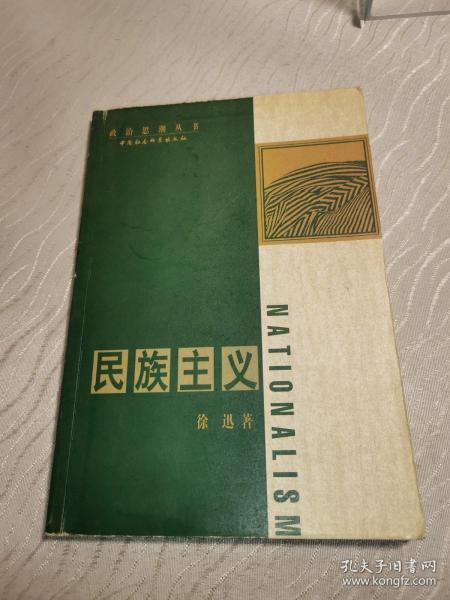 政治思潮丛书
中国社会科学出版社
民族主义
徐 迅 著
NATIONALISM
孔夫子旧书网
www.kongfz.com